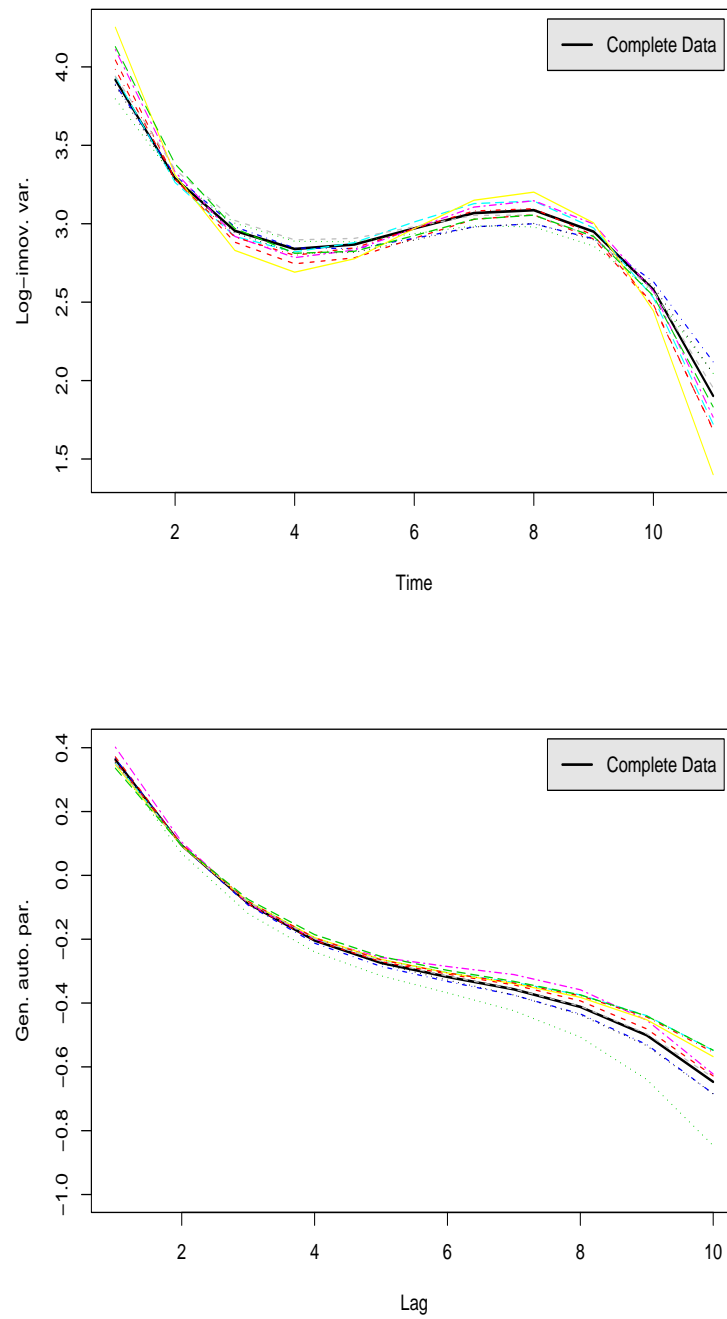 Complete Data
4.0
3.5
3.0
2.5
2.0
1.5
Log−innov. var.
2 4 6 8 10
Time
Complete Data
0.4
0.2
0.0
−0.2
−0.4
−0.6
−0.8
−1.0
Gen. auto. par.
2 4 6 8 10
Lag